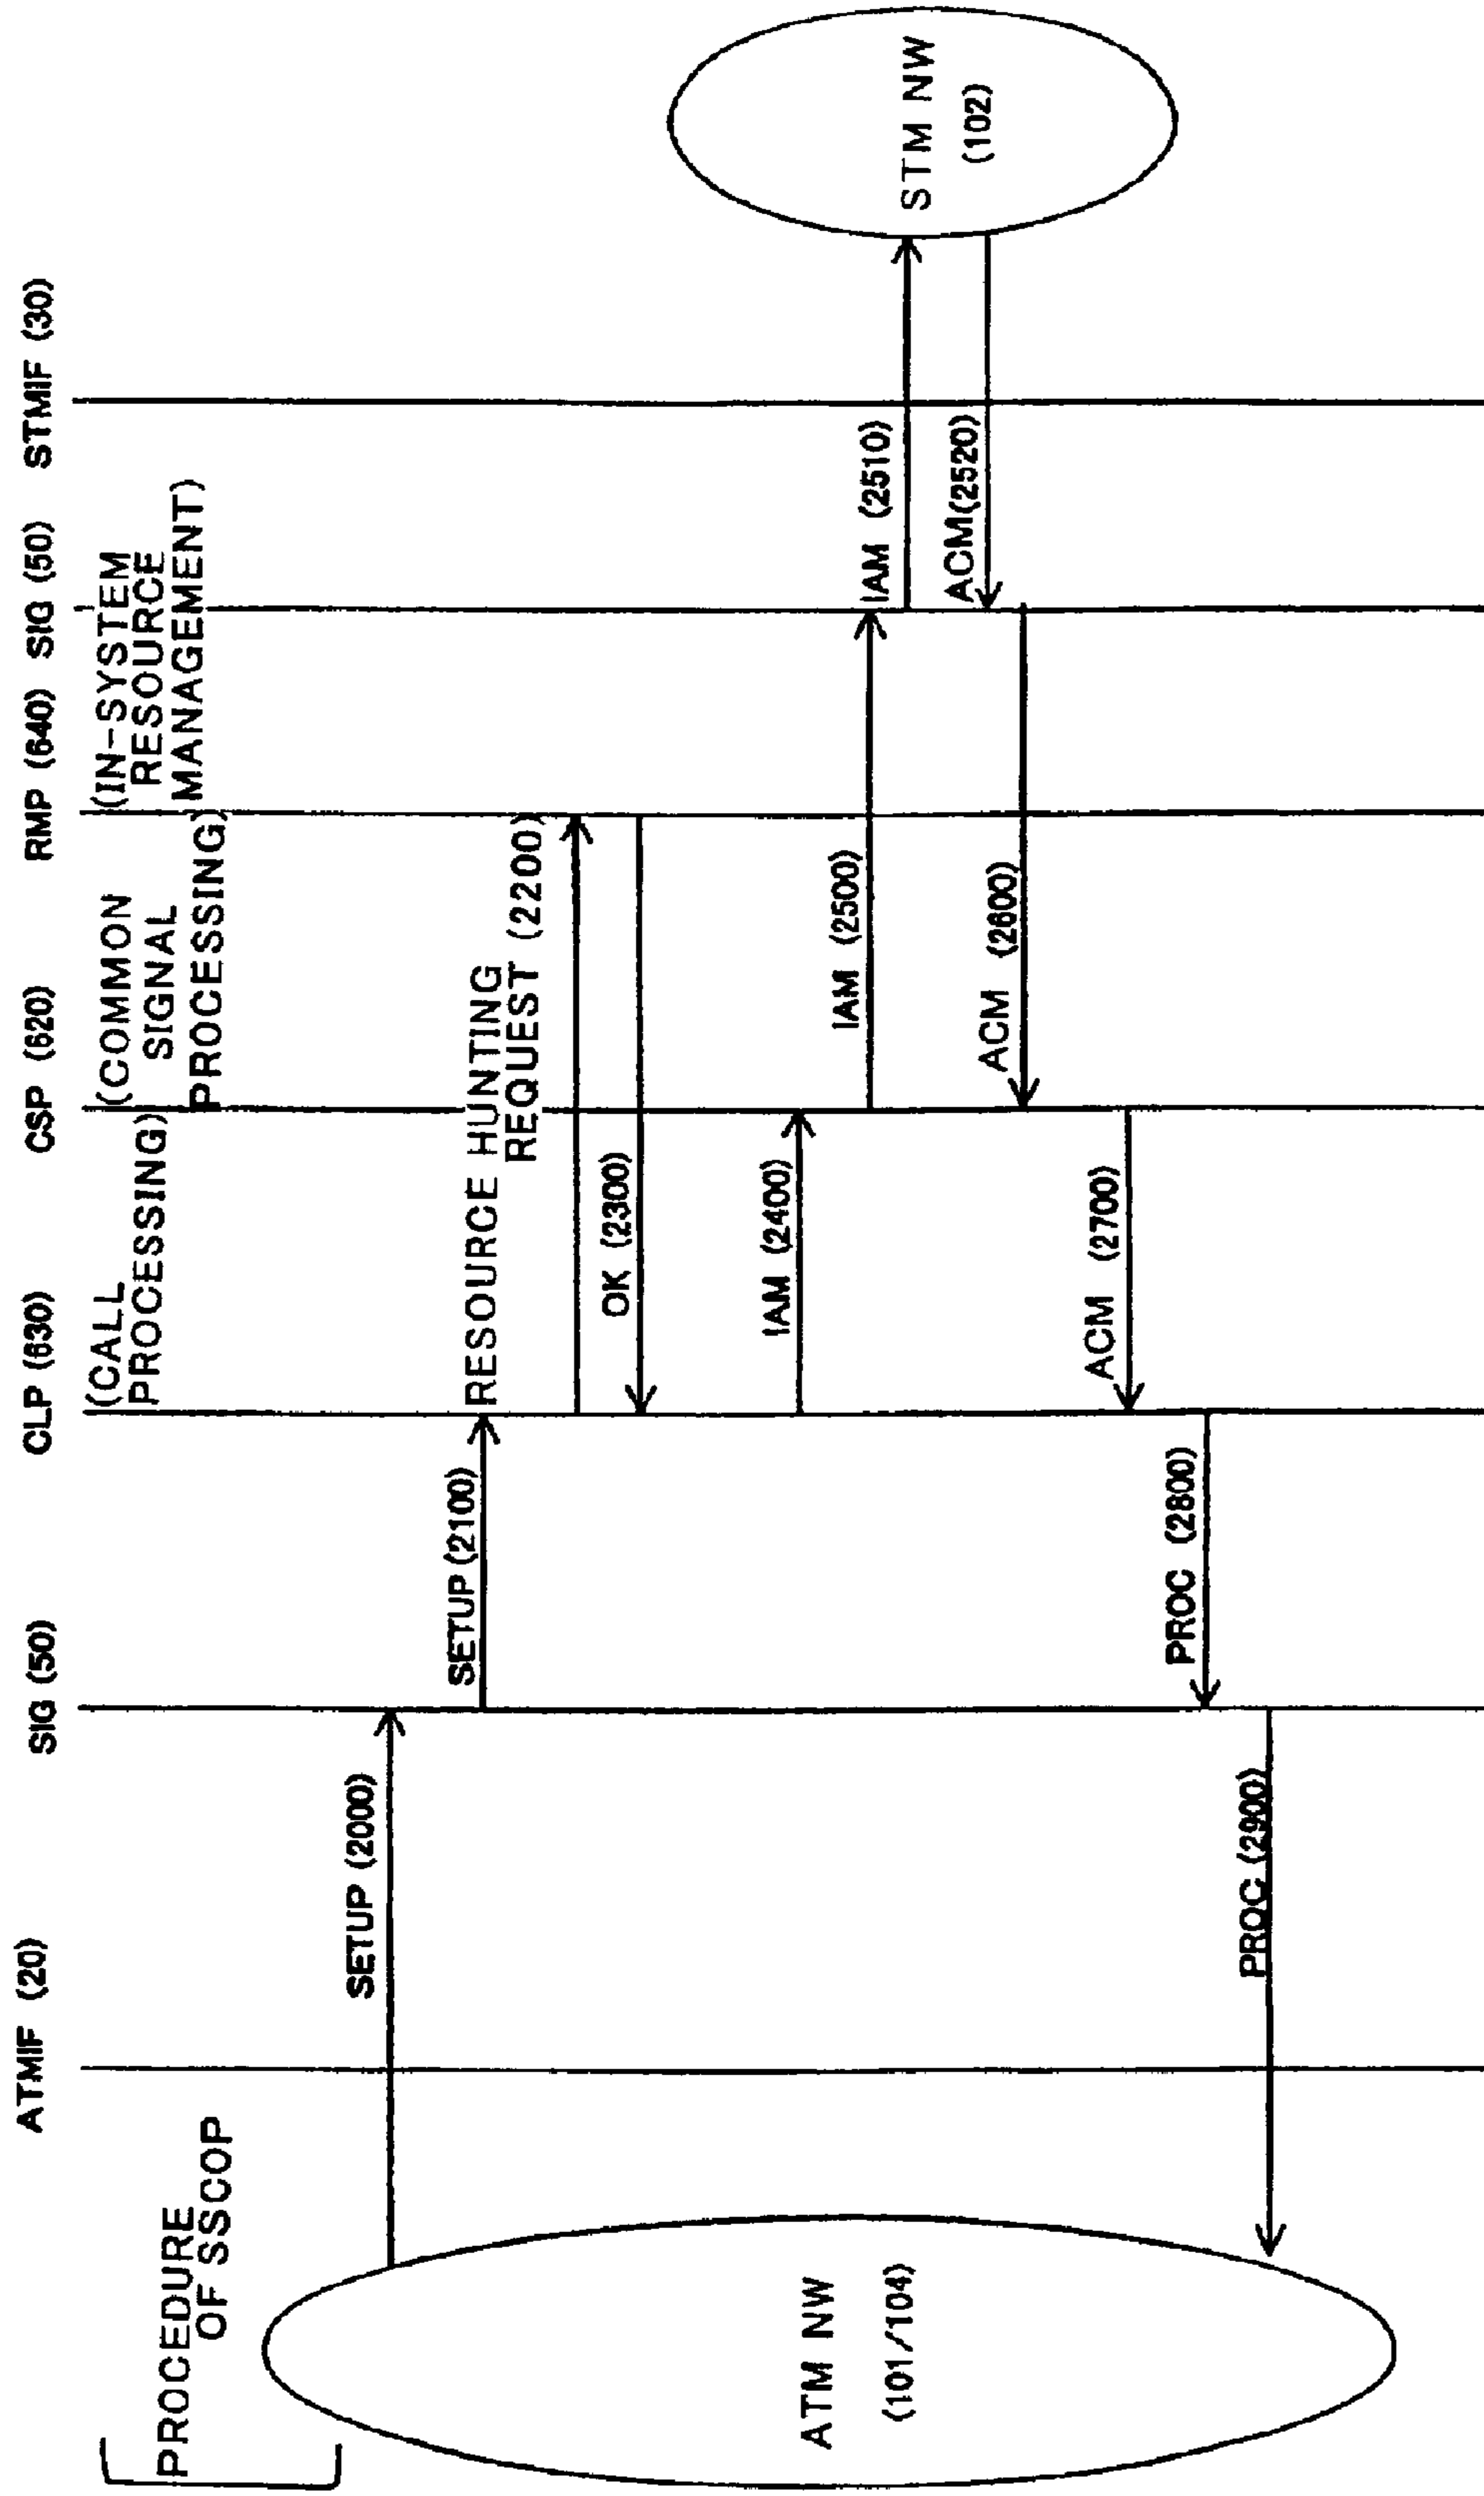 ATMIF (20)
SIG (50)
CLP (630)
CSP (620)
RMP (640)
SIG (50)
STMIF (30)
PROCEDURE
OF SSCOP
(CALL
PROCESSING)
(COMMON
SIGNAL
PROCESSING)
(IN-SYSTEM
RESOURCE
MANAGEMENT)
SETUP (2000)
SETUP (2100)
RESOURCE HUNTING
REQUEST (2200)
OK (2300)
IAM (2400)
IAM (2500)
IAM (2510)
ACM(2520)
ACM (2600)
ACM (2700)
PROC (2800)
PROC (2900)
ATM NW
(101/104)
STM NW
(102)